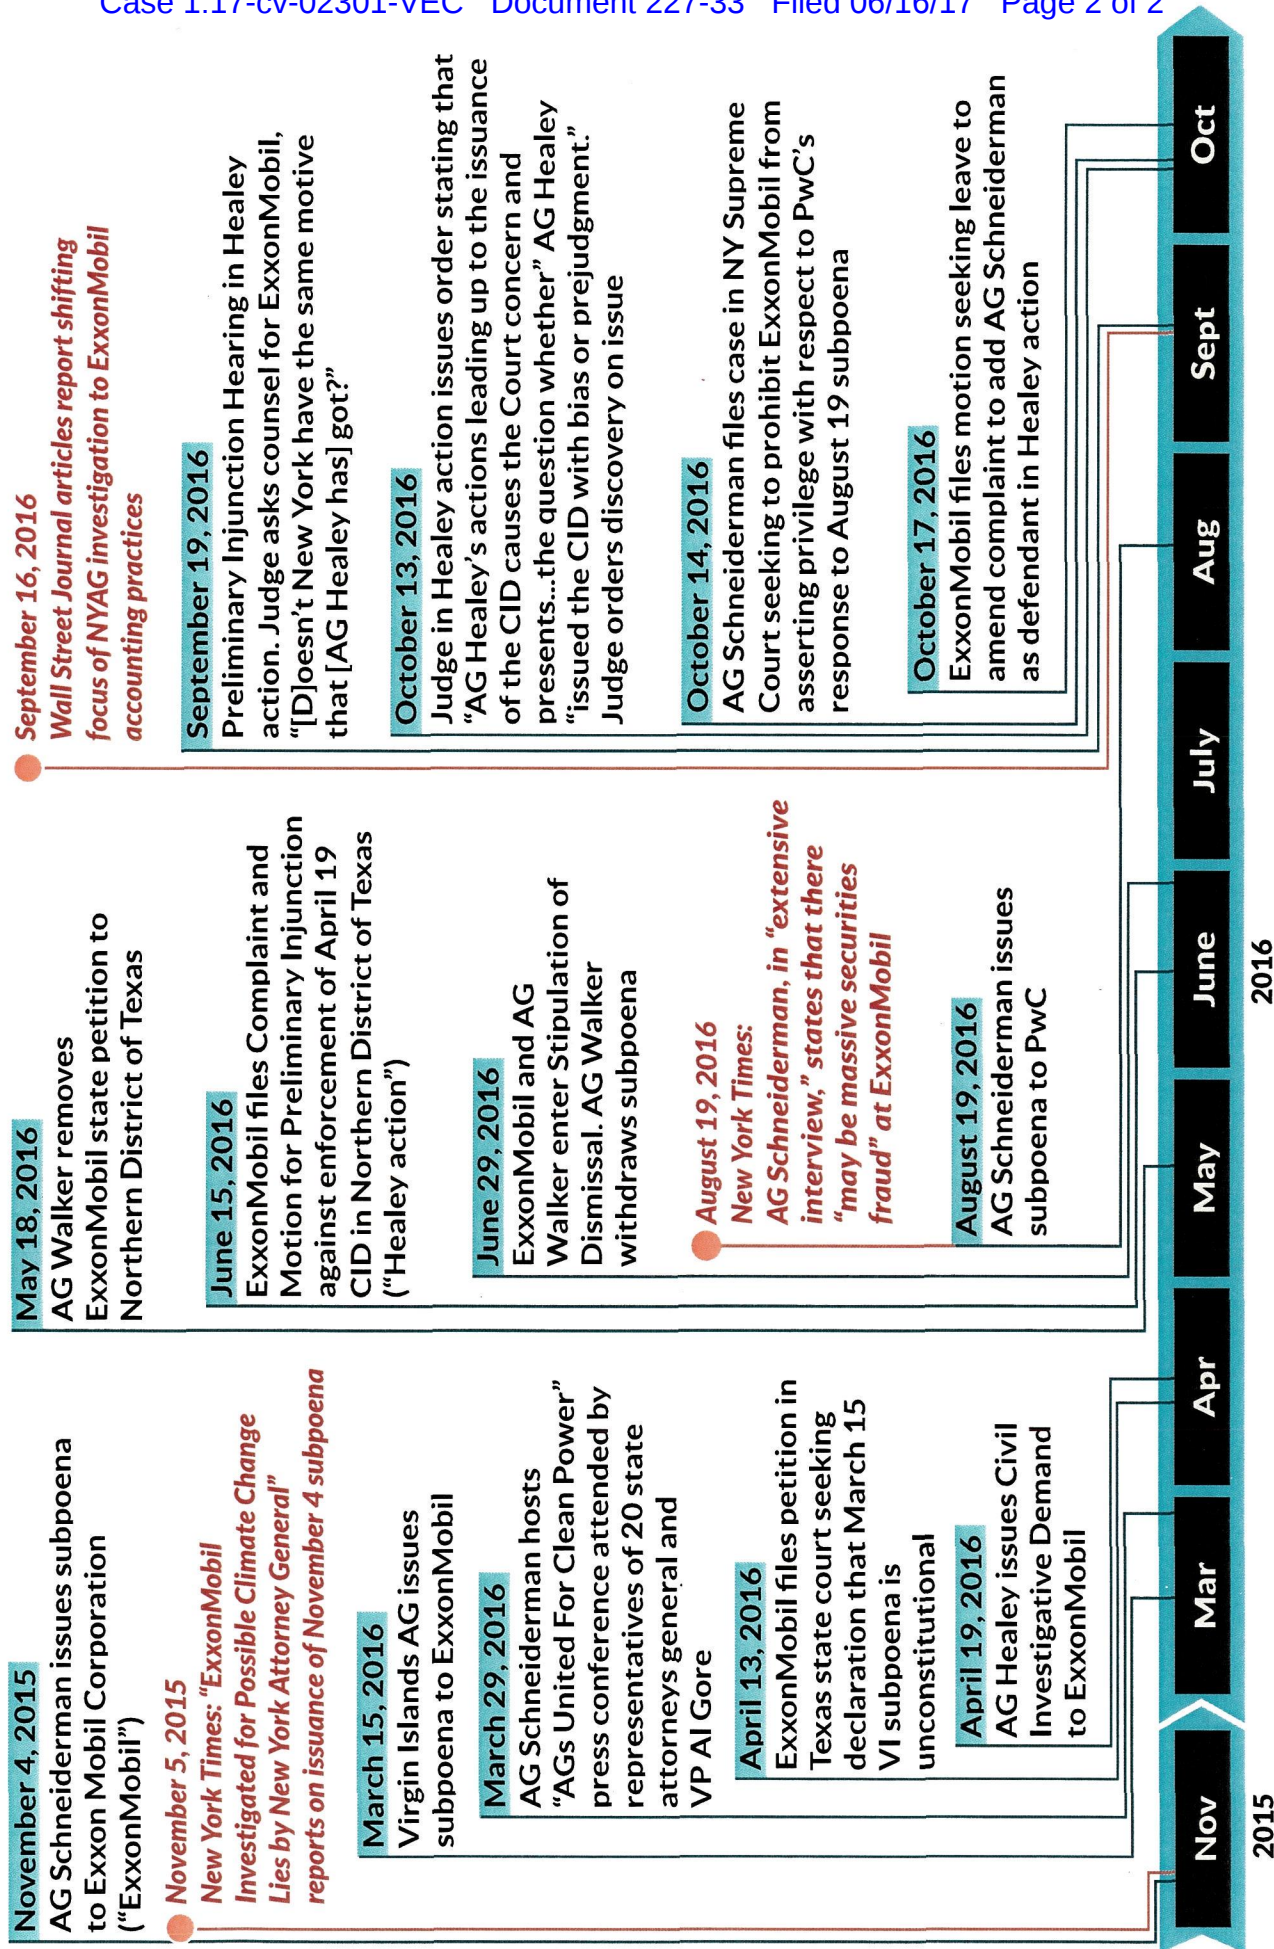 Case 1:17-cv-02301-VEC Document 227-33 Filed 06/16/17 Page 2 of 2
November 4, 2015
AG Schneiderman issues subpoena
to Exxon Mobil Corporation
(“ExxonMobil”)
November 5, 2015
New York Times: “ExxonMobil
Investigated for Possible Climate Change
Lies by New York Attorney General”
reports on issuance of November 4 subpoena
March 15, 2016
Virgin Islands AG issues
subpoena to ExxonMobil
March 29, 2016
AG Schneiderman hosts
“AGs United For Clean Power”
press conference attended by
representatives of 20 state
attorneys general and
VP Al Gore
April 13, 2016
ExxonMobil files petition in
Texas state court seeking
declaration that March 15
VI subpoena is
unconstitutional
April 19, 2016
AG Healey issues Civil
Investigative Demand
to ExxonMobil
May 18, 2016
AG Walker removes
ExxonMobil state petition to
Northern District of Texas
June 15, 2016
ExxonMobil files Complaint and
Motion for Preliminary Injunction
against enforcement of April 19
CID in Northern District of Texas
(“Healey action”)
June 29, 2016
ExxonMobil and AG
Walker enter Stipulation of
Dismissal. AG Walker
withdraws subpoena
August 19, 2016
New York Times:
AG Schneiderman, in “extensive
interview,” states that there
“may be massive securities
fraud” at ExxonMobil
August 19, 2016
AG Schneiderman issues
subpoena to PwC
September 16, 2016
Wall Street Journal articles report shifting
focus of NYAG investigation to ExxonMobil
accounting practices
September 19, 2016
Preliminary Injunction Hearing in Healey
action. Judge asks counsel for ExxonMobil,
“[D]oesn’t New York have the same motive
that [AG Healey has] got?”
October 13, 2016
Judge in Healey action issues order stating that
“AG Healey’s actions leading up to the issuance
of the CID causes the Court concern and
presents...the question whether” AG Healey
“issued the CID with bias or prejudgment.”
Judge orders discovery on issue
October 14, 2016
AG Schneiderman files case in NY Supreme
Court seeking to prohibit ExxonMobil from
asserting privilege with respect to PwC’s
response to August 19 subpoena
October 17, 2016
ExxonMobil files motion seeking leave to
amend complaint to add AG Schneiderman
as defendant in Healey action
Nov
Mar
Apr
May
June
July
Aug
Sept
Oct
2015
2016